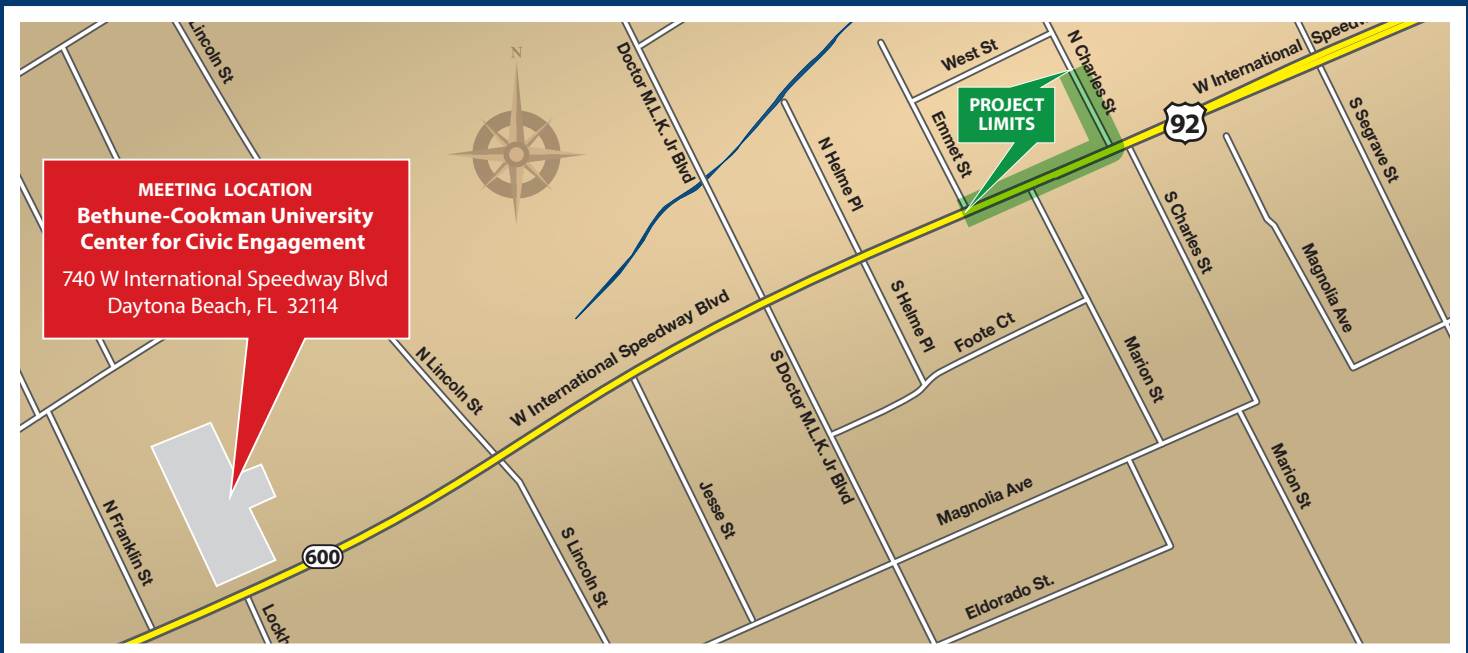 Lincoln St
N
Doctor M.L.K. Jr Blvd
West St
N Charles St
W International Speedw
92
PROJECT
LIMITS
Emmet St
S Segrave St
N Helme Pl
MEETING LOCATION
Bethune-Cookman University
Center for Civic Engagement
740 W International Speedway Blvd
Daytona Beach, FL 32114
S Charles St
Magnolia Ave
S Helme Pl
Foote Ct
W International Speedway Blvd
N Lincoln St
S Doctor M.L.K. Jr Blvd
Marion St
Marion St
Jesse St
Magnolia Ave
N Franklin St
600
S Lincoln St
Eldorado St.
Lockh